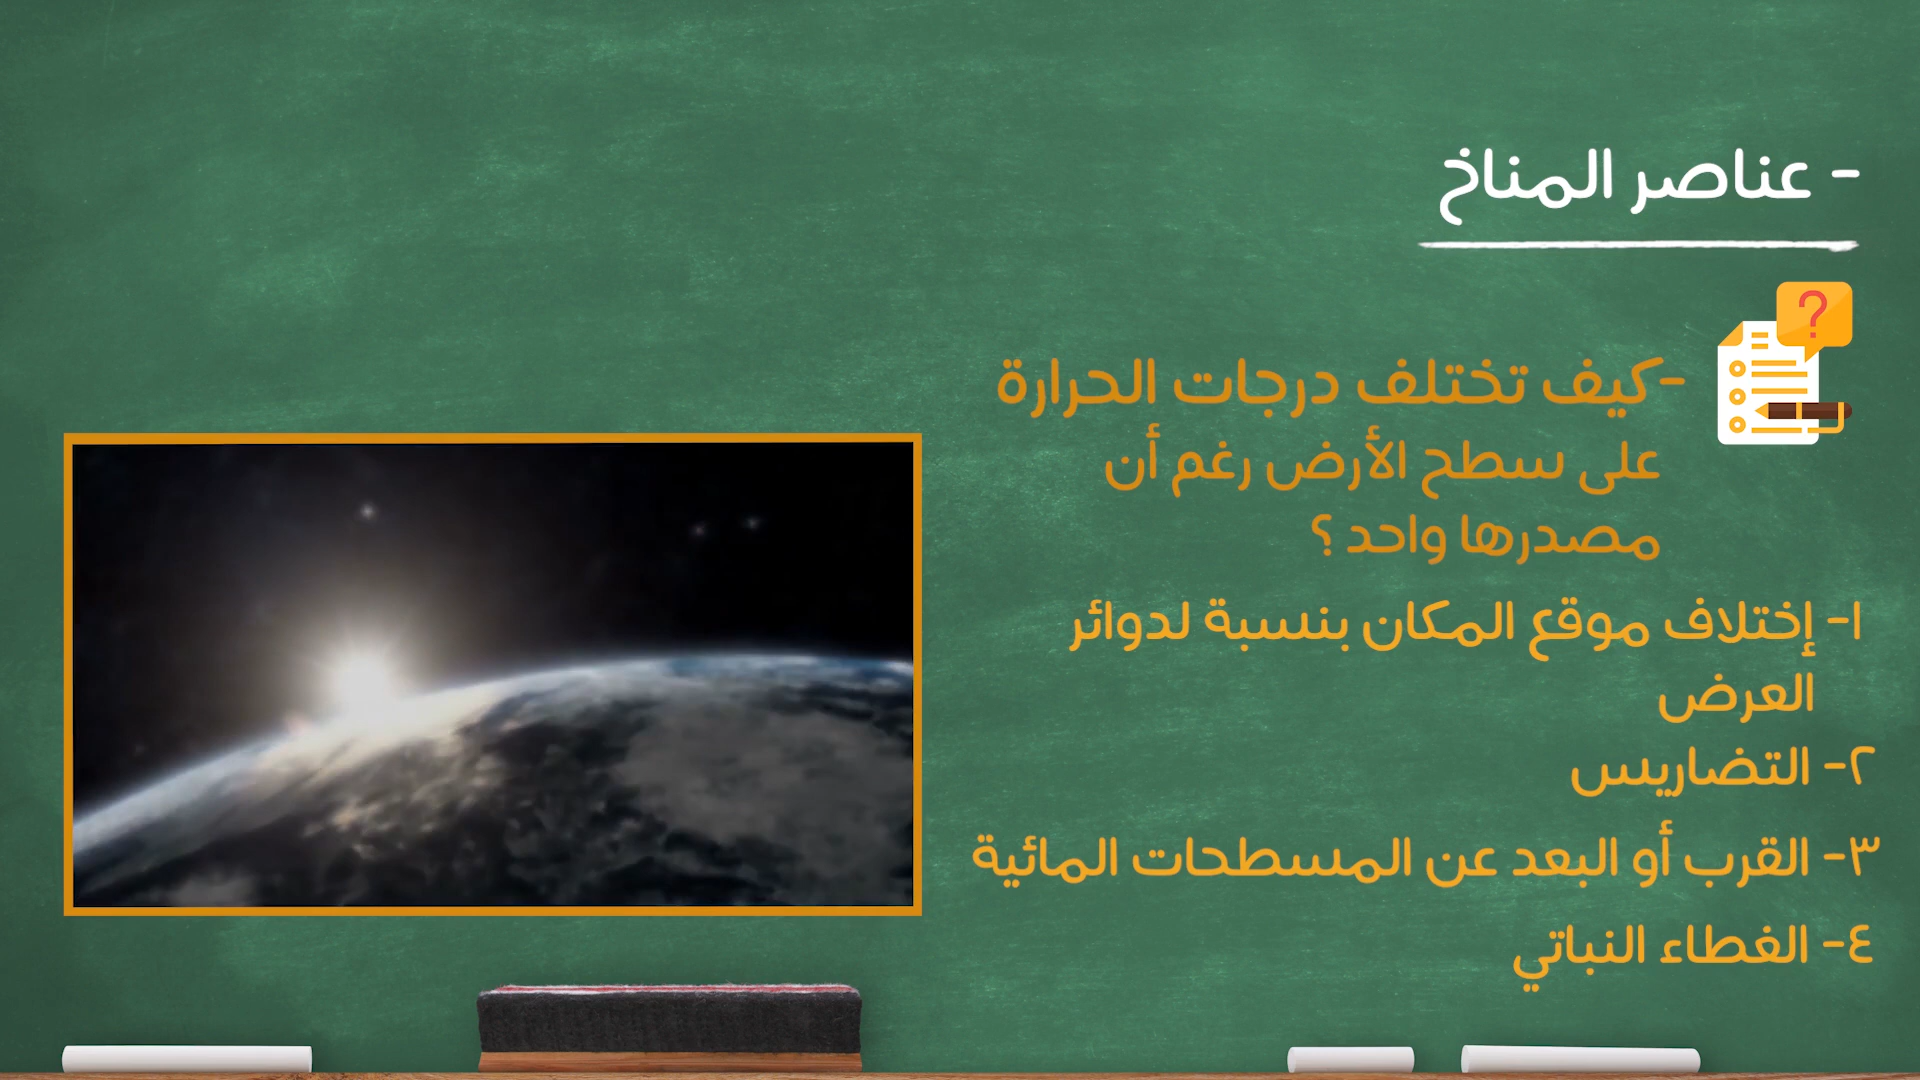 - عناصر المناخ
?
-كيف تختلف درجات الحرارة
على سطح الأرض رغم أن
مصدرها واحد ؟
١- إختلاف موقع المكان بنسبة لدوائر
العرض
٢- التضاريس
٣- القرب أو البعد عن المسطحات المائية
٤- الغطاء النباتي